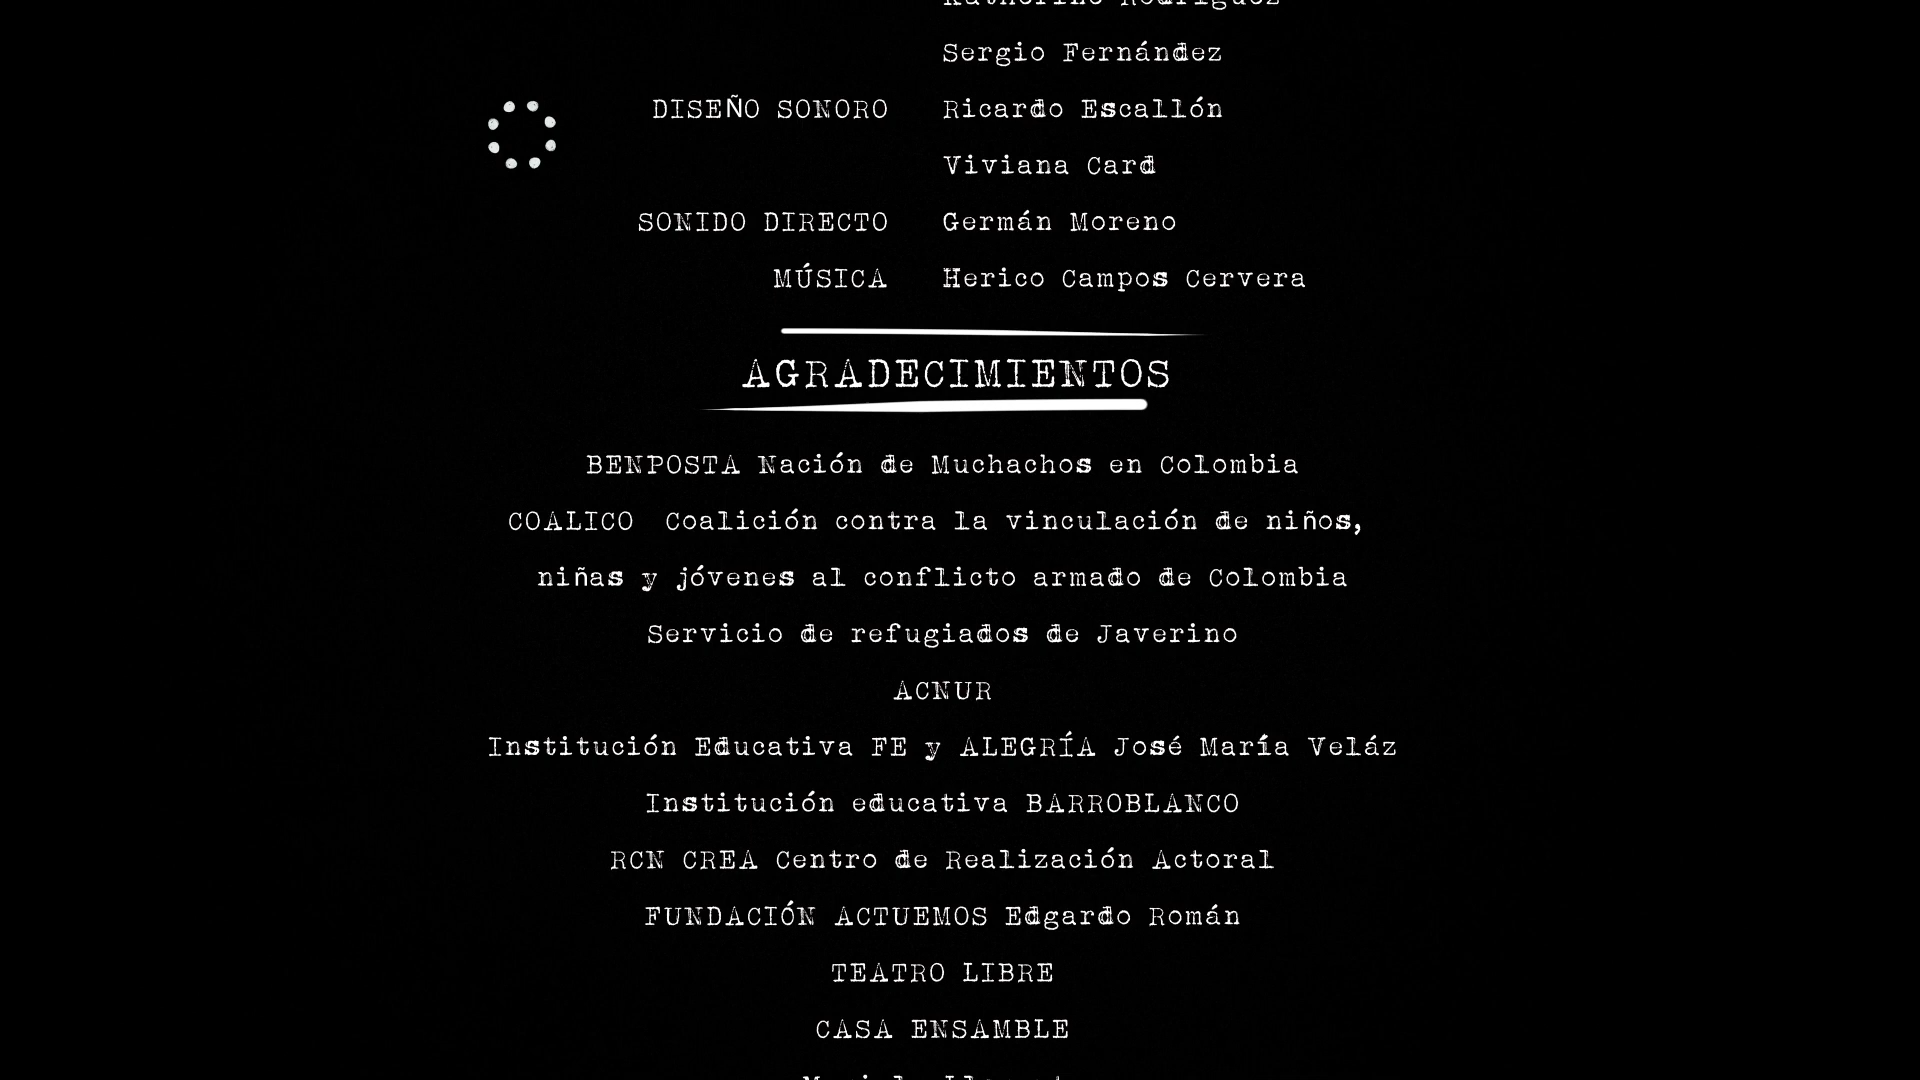 Sergio Fernández
DISEÑO SONORO Ricardo Escallón
Viviana Card
SONIDO DIRECTO Germán Moreno
MÚSICA Herico Campos Cervera
AGRADECIMIENTOS
BENPOSTA Nación de Muchachos en Colombia
COALICO Coalición contra la vinculación de niños,
niñas y jóvenes al conflicto armado de Colombia
Servicio de refugiados de Javerino
ACNUR
Institución Educativa FE y ALEGRÍA José María Veláz
Institución educativa BARROBLANCO
RCN CREA Centro de Realización Actoral
FUNDACIÓN ACTUEMOS Edgardo Román
TEATRO LIBRE
CASA ENSAMBLE